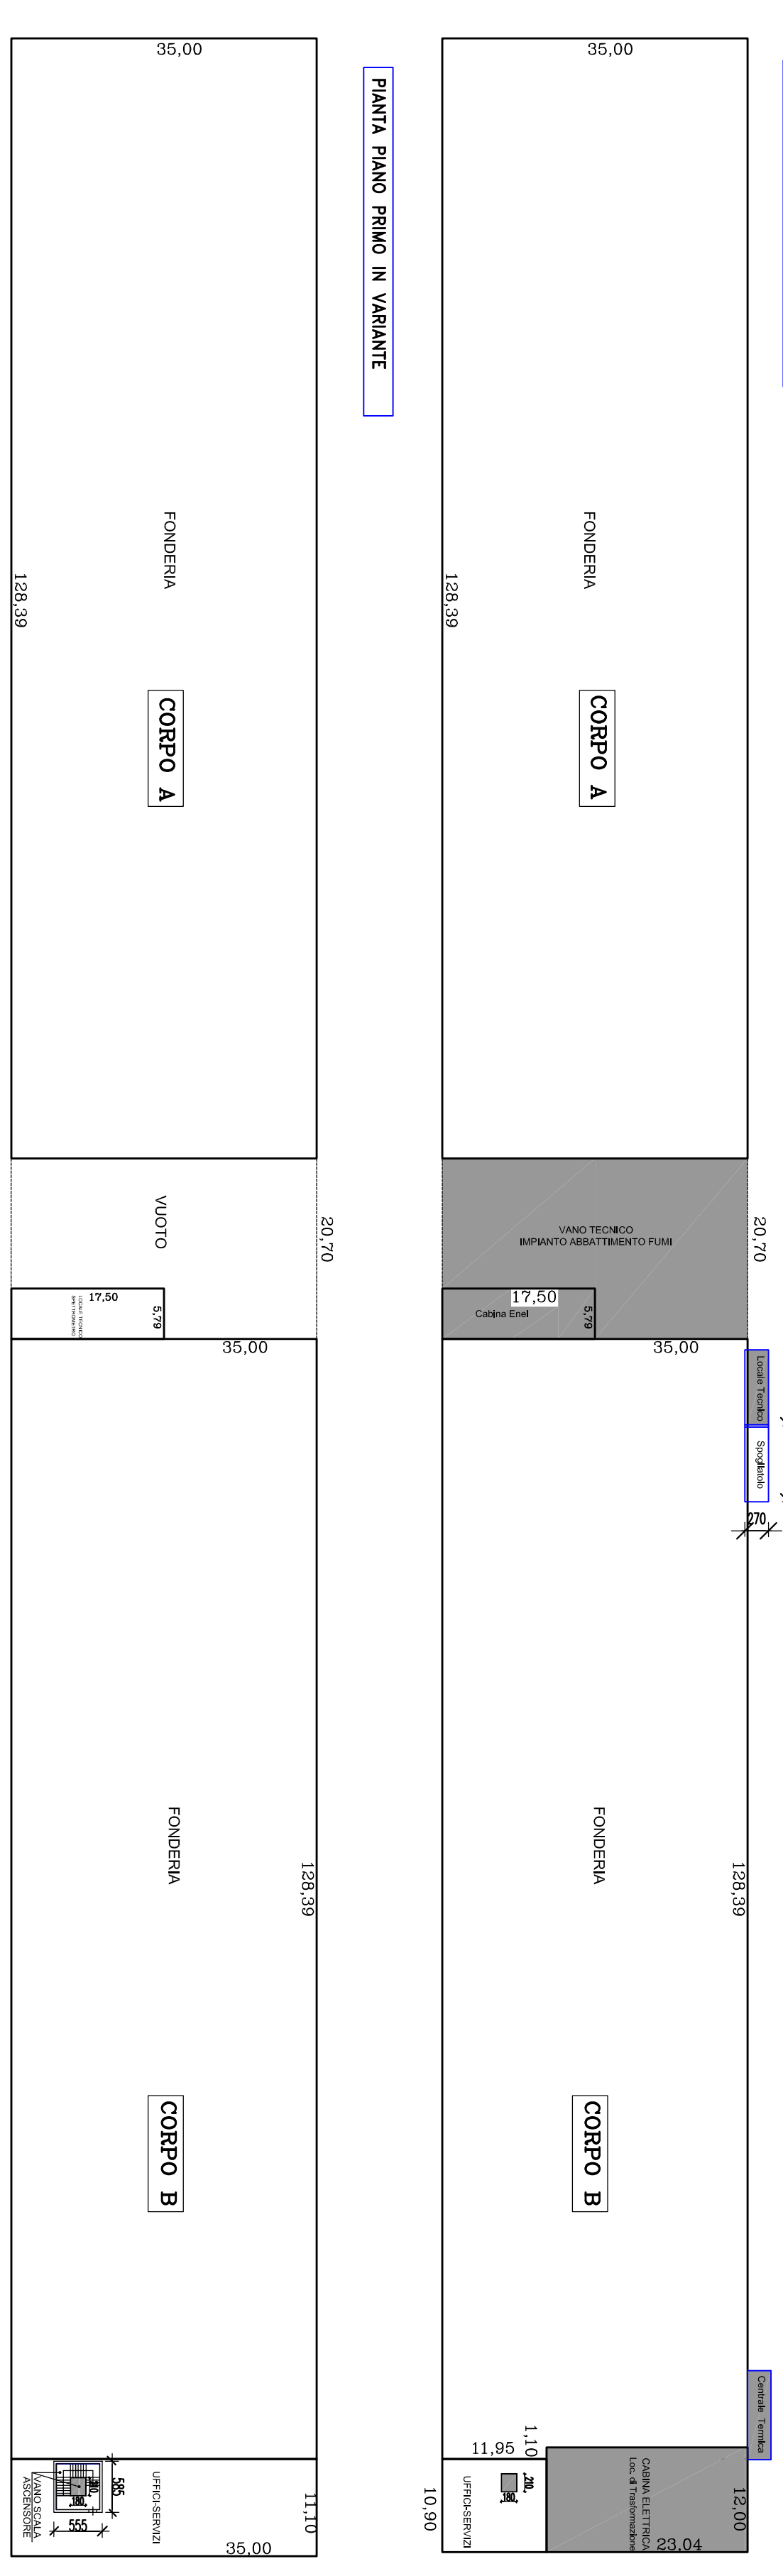 35,00
35,00
PIANTA PIANO PRIMO IN VARIANTE
FONDERIA
FONDERIA
128,39
128,39
CORPO A
CORPO A
VUOTO
20,70
VANO TECNICO
IMPIANTO ABBATTIMENTO FUMI
20,70
17,50
5,79
LOCALE TECNICO
SPETTROMETRO
17,50
5,79
Cabina Enel
35,00
35,00
Locale Tecnico
Spogliatoio
270
FONDERIA
FONDERIA
128,39
128,39
CORPO B
CORPO B
Centrale Termica
11,95
1,10
CABINA ELETTRICA
Loc. di Trasformazione
12,00
23,04
UFFICI-SERVIZI
210
180
10,90
UFFICI-SERVIZI
11,10
585
555
210
180
VANO SCALA
ASCENSORE
35,00